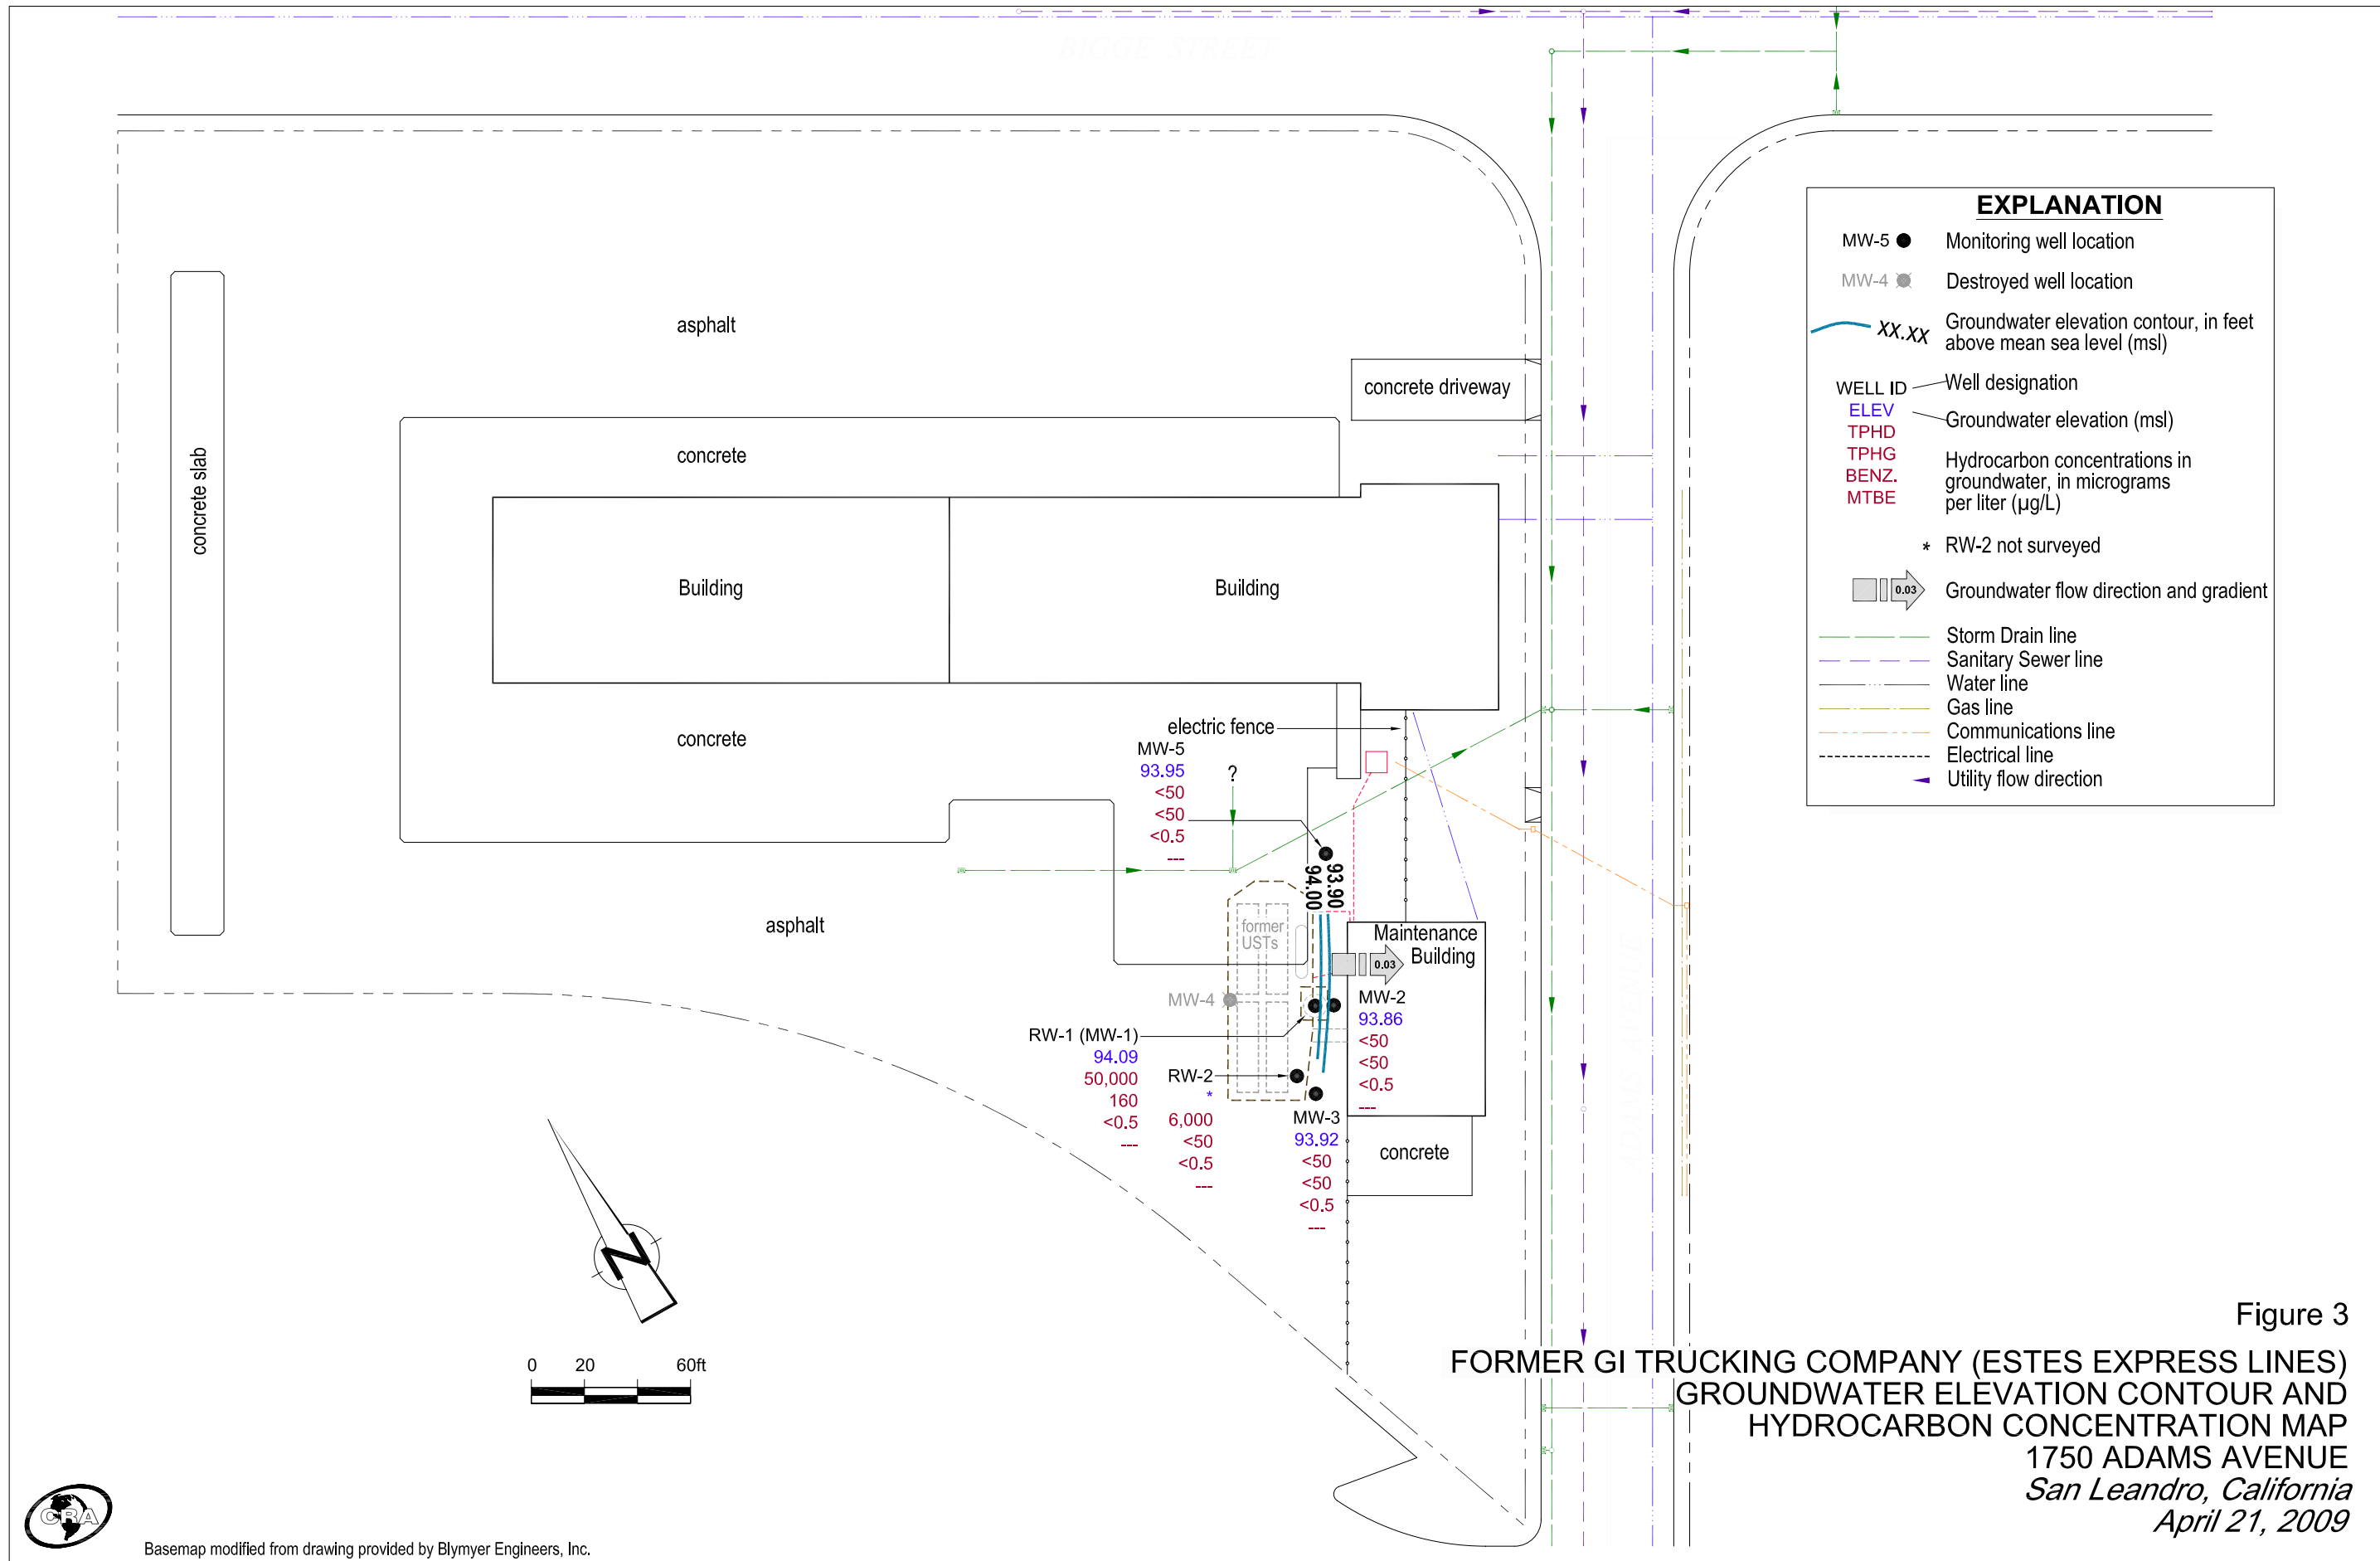 BIGGE STREET
EXPLANATION
MW-5 Monitoring well location
MW-4 Destroyed well location
XX.XX Groundwater elevation contour, in feet
above mean sea level (msl)
WELL ID Well designation
ELEV Groundwater elevation (msl)
TPHD
TPHG
BENZ.
MTBE
Hydrocarbon concentrations in
groundwater, in micrograms
per liter (µg/L)
* RW-2 not surveyed
0.03 Groundwater flow direction and gradient
Storm Drain line
Sanitary Sewer line
Water line
Gas line
Communications line
Electrical line
Utility flow direction
asphalt
concrete driveway
concrete slab
concrete
Building
Building
concrete
electric fence
MW-5
93.95
<50
<50
<0.5
---
?
93.90
94.00
asphalt
former
USTs
Maintenance
Building
0.03
MW-4
MW-2
93.86
<50
<50
<0.5
---
RW-1 (MW-1)
94.09
50,000
160
<0.5
---
RW-2
*
6,000
<50
<0.5
---
MW-3
93.92
<50
<50
<0.5
---
concrete
N
0 20 60ft
Figure 3
FORMER GI TRUCKING COMPANY (ESTES EXPRESS LINES)
GROUNDWATER ELEVATION CONTOUR AND
HYDROCARBON CONCENTRATION MAP
1750 ADAMS AVENUE
San Leandro, California
April 21, 2009
CRA
Basemap modified from drawing provided by Blymyer Engineers, Inc.